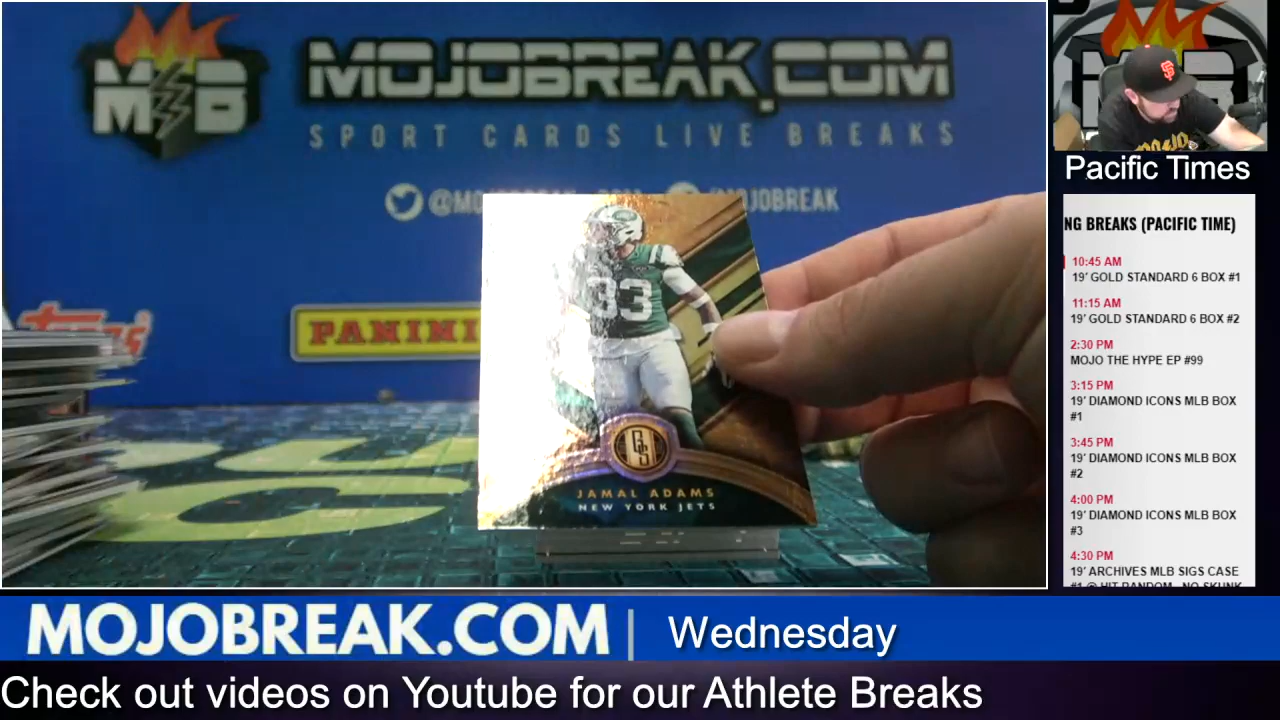 MOJOBREAK.COM
SPORT CARDS LIVE BREAKS
M B
JOBREAK
PANINI
33
GS
JAMAL ADAMS
NEW YORK JETS
SF
Pacific Times
NG BREAKS (PACIFIC TIME)
10:45 AM
19' GOLD STANDARD 6 BOX #1
11:15 AM
19' GOLD STANDARD 6 BOX #2
2:30 PM
MOJO THE HYPE EP #99
3:15 PM
19' DIAMOND ICONS MLB BOX
#1
3:45 PM
19' DIAMOND ICONS MLB BOX
#2
4:00 PM
19' DIAMOND ICONS MLB BOX
#3
4:30 PM
19' ARCHIVES MLB SIGS CASE
MOJOBREAK.COM | Wednesday
Check out videos on Youtube for our Athlete Breaks